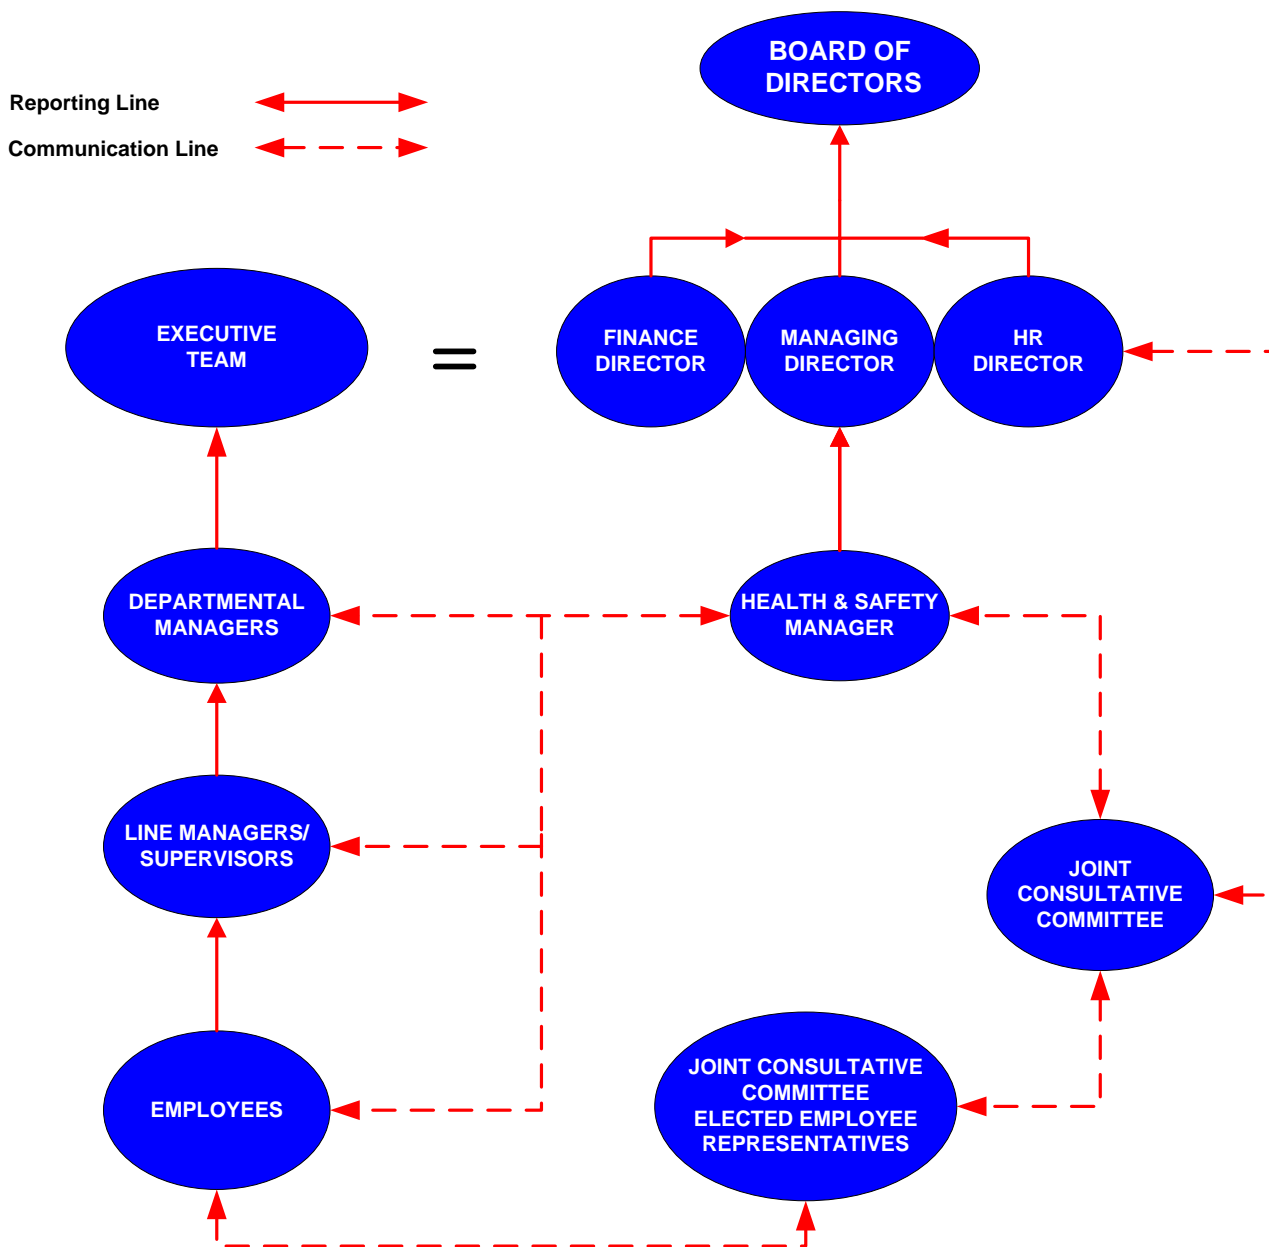 BOARD OF
DIRECTORS
Reporting Line
Communication Line
EXECUTIVE
TEAM
=
FINANCE
DIRECTOR
MANAGING
DIRECTOR
HR
DIRECTOR
DEPARTMENTAL
MANAGERS
HEALTH & SAFETY
MANAGER
LINE MANAGERS/
SUPERVISORS
JOINT
CONSULTATIVE
COMMITTEE
EMPLOYEES
JOINT CONSULTATIVE
COMMITTEE
ELECTED EMPLOYEE
REPRESENTATIVES